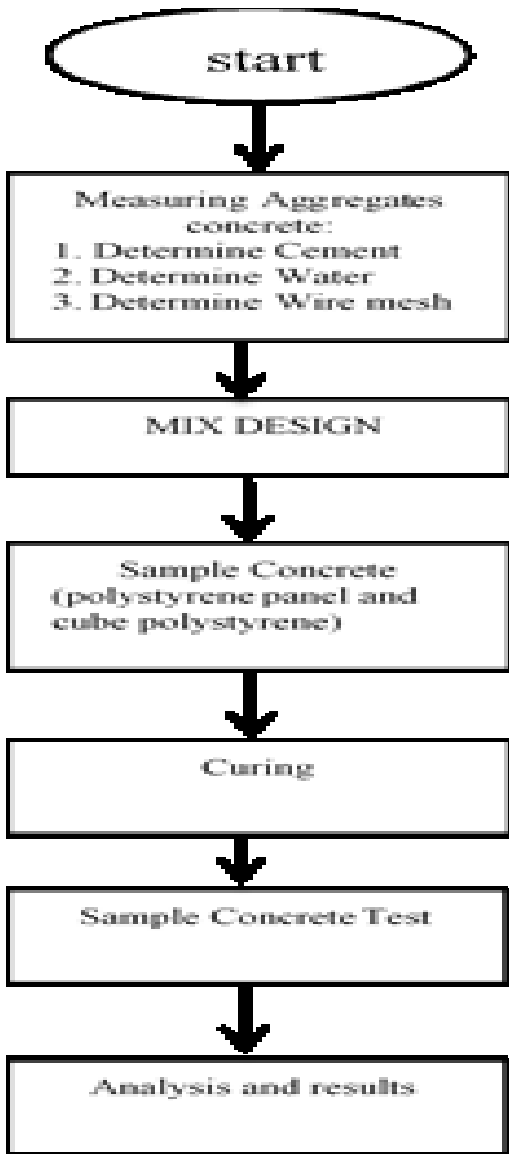 start
Measuring Aggregates
concrete:
1. Determine Cement
2. Determine Water
3. Determine Wire mesh
MIX DESIGN
Sample Concrete
(polystyrene panel and
cube polystyrene)
Curing
Sample Concrete Test
Analysis and results